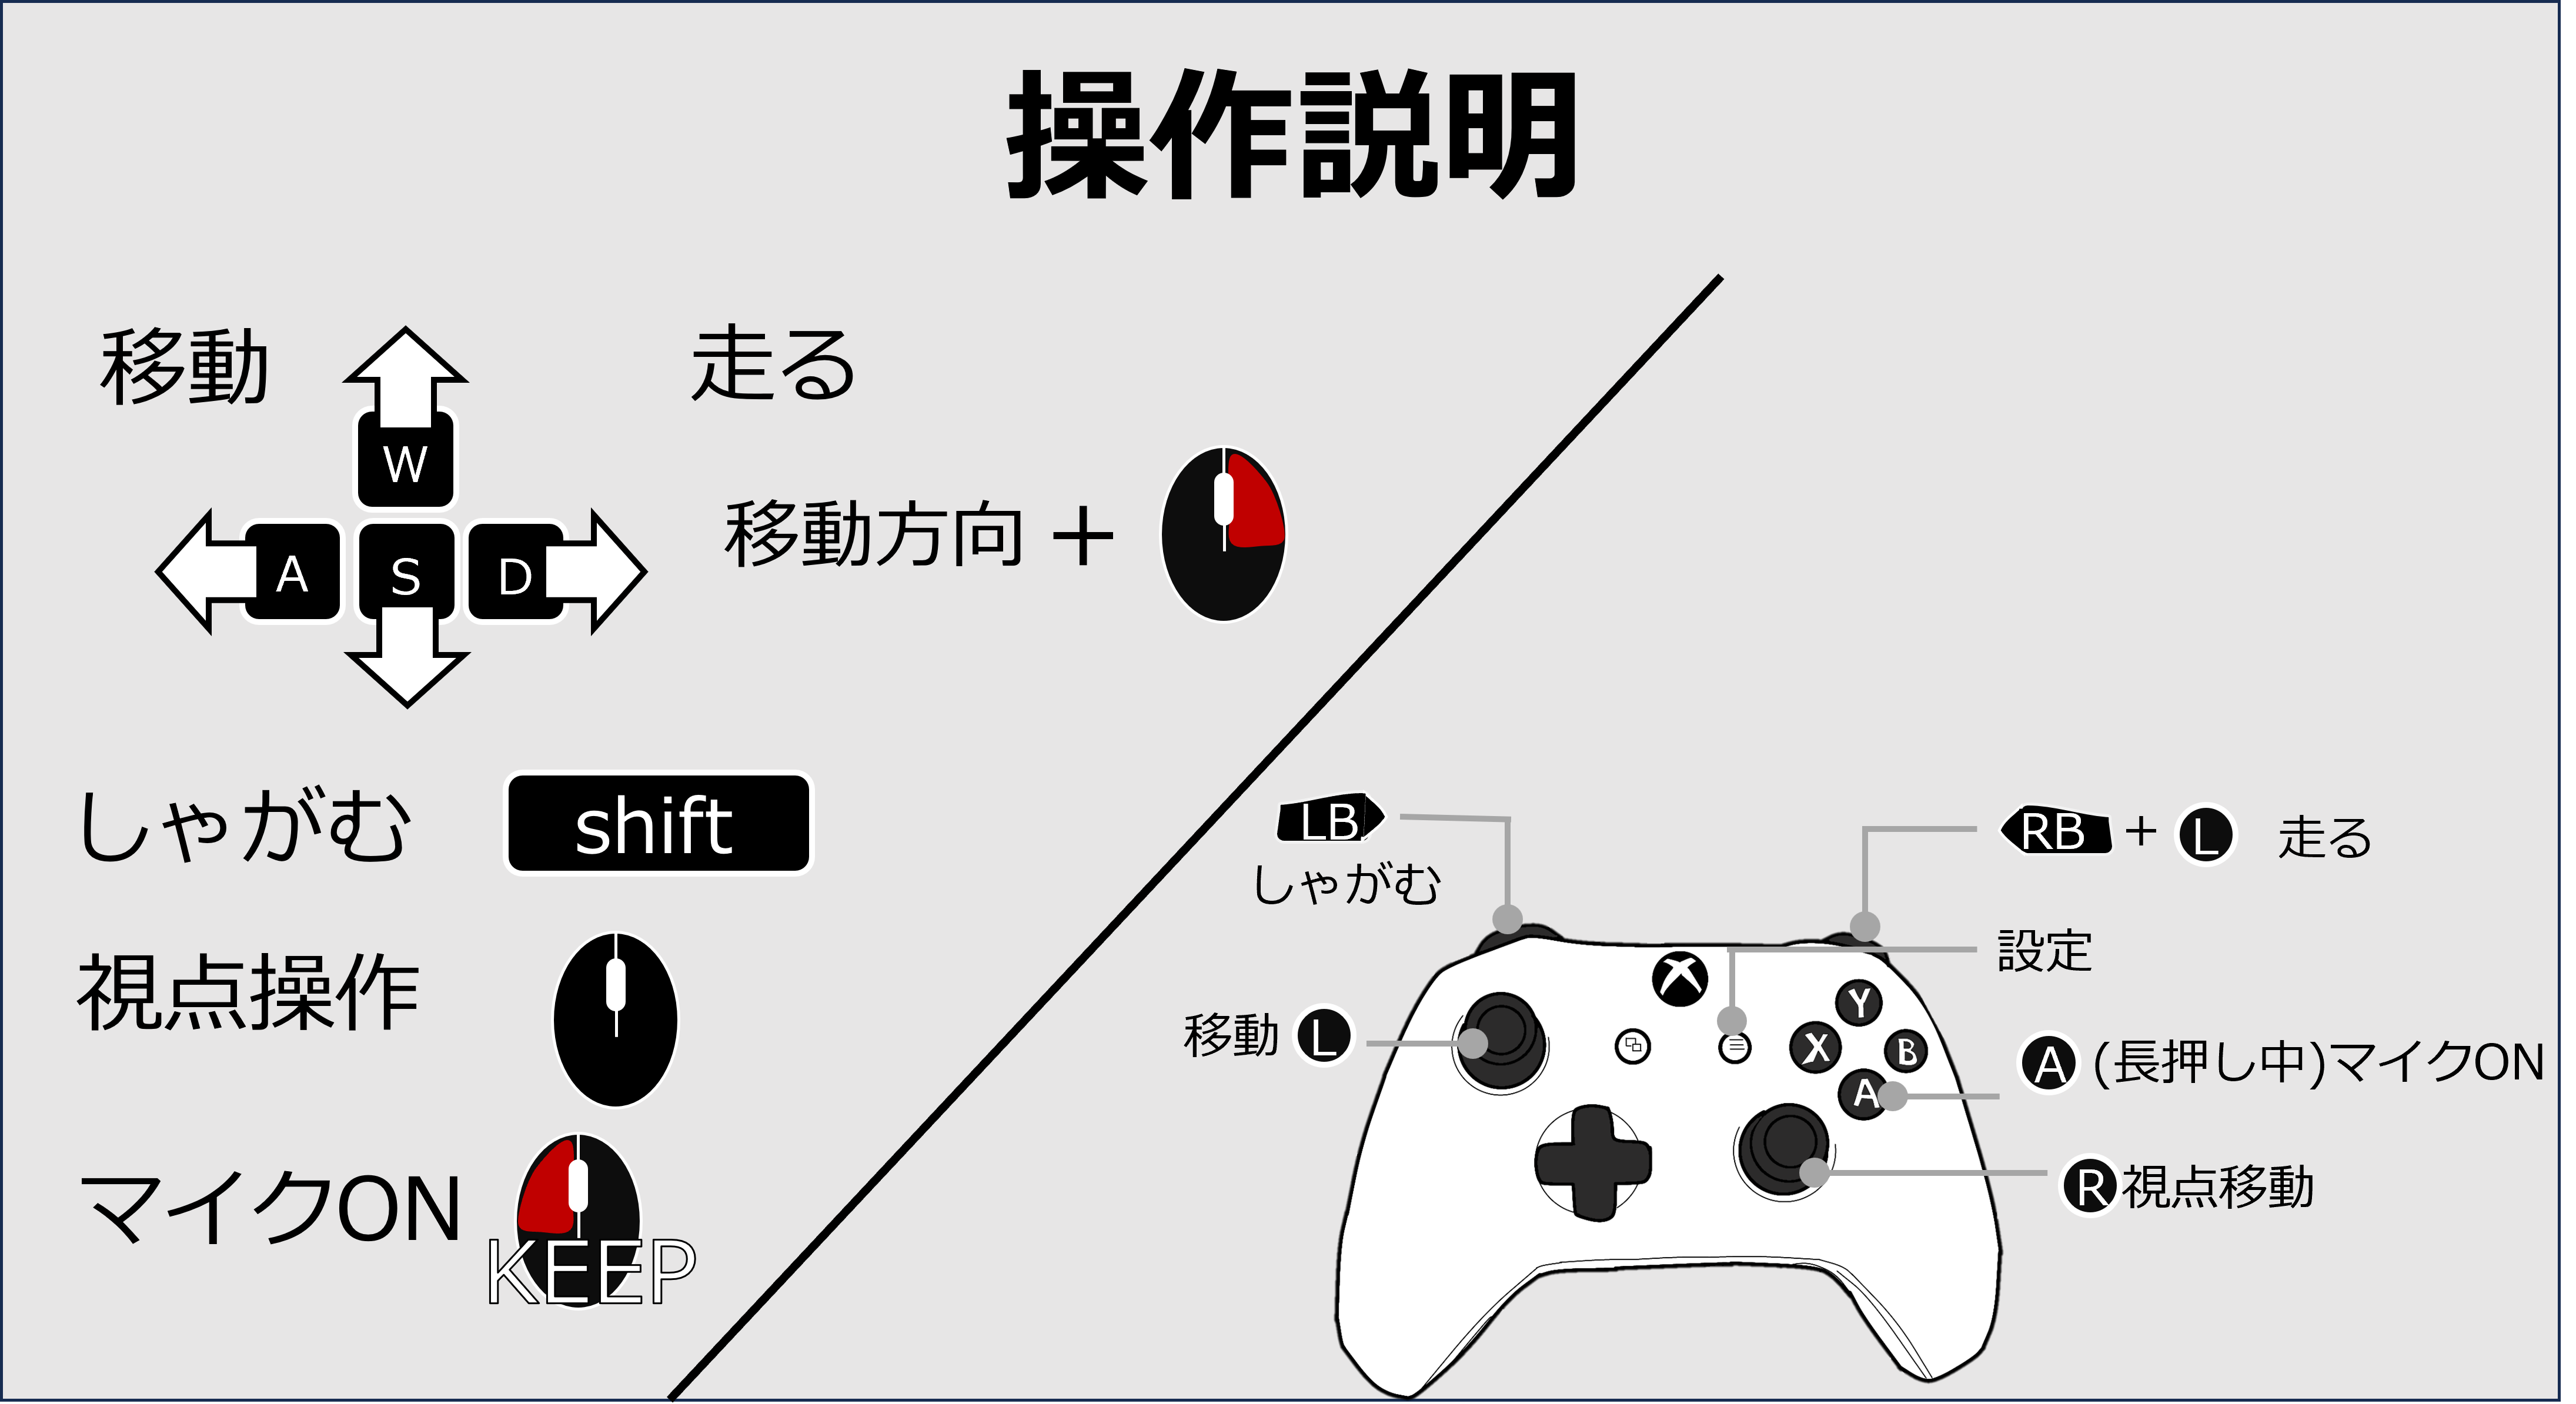 操作説明
移動
走る
W
A S D
移動方向 +
しゃがむ
shift
視点操作
マイクON
KEEP
LB
しゃがむ
RB + L 走る
設定
移動 L
Y
X
B
A
A (長押し中)マイクON
R 視点移動